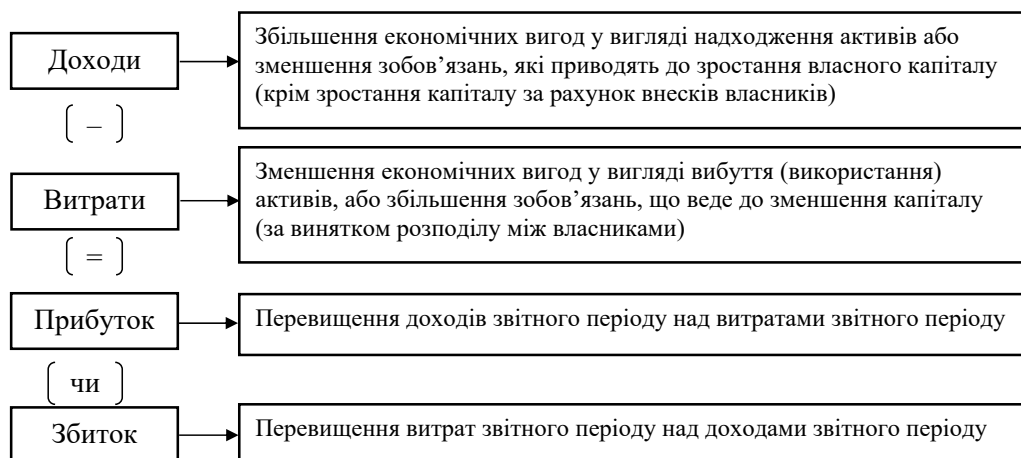 Доходи
Збільшення економічних вигод у вигляді надходження активів або
зменшення зобов’язань, які приводять до зростання власного капіталу
(крім зростання капіталу за рахунок внесків власників)
( – )
Витрати
Зменшення економічних вигод у вигляді вибуття (використання)
активів, або збільшення зобов’язань, що веде до зменшення капіталу
(за винятком розподілу між власниками)
( = )
Прибуток
Перевищення доходів звітного періоду над витратами звітного періоду
( чи )
Збиток
Перевищення витрат звітного періоду над доходами звітного періоду